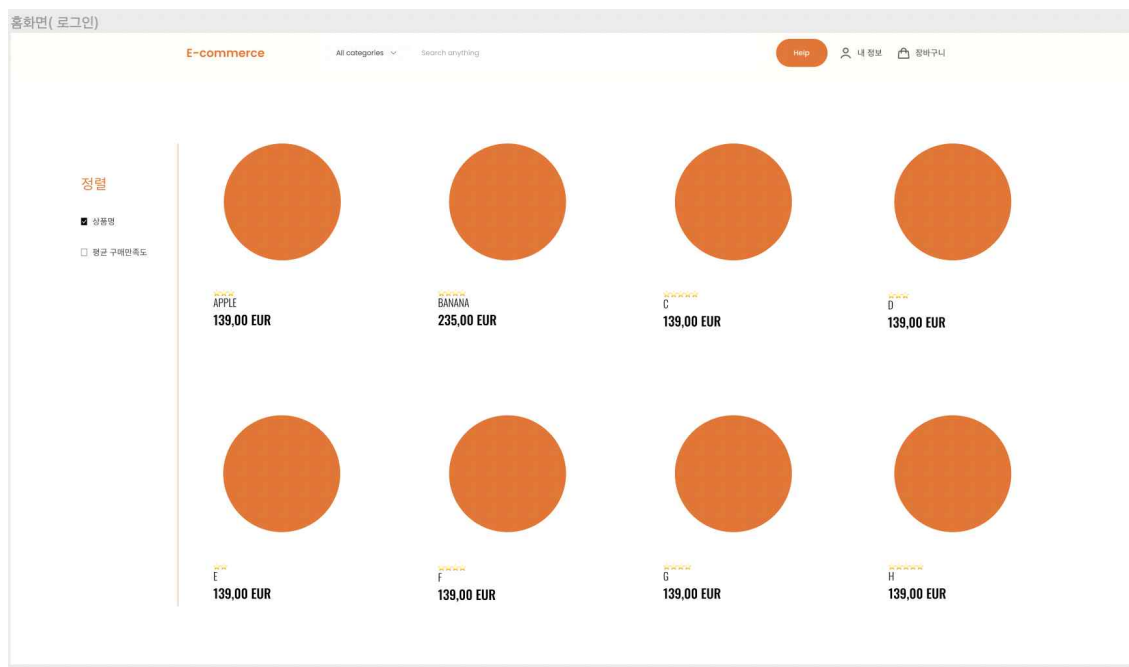 홈화면( 로그인)
E-commerce All categories Search anything Help 내 정보 장바구니
정렬
상품명
평균 구매만족도
APPLE
139,00 EUR
BANANA
235,00 EUR
C
139,00 EUR
D
139,00 EUR
E
139,00 EUR
F
139,00 EUR
G
139,00 EUR
H
139,00 EUR